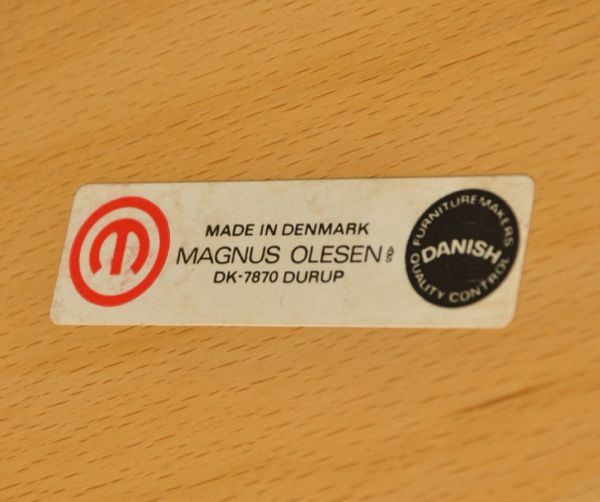 MADE IN DENMARK
MAGNUS OLESEN A/S
DK-7870 DURUP
FURNITUREMAKERS
DANISH
QUALITY CONTROL